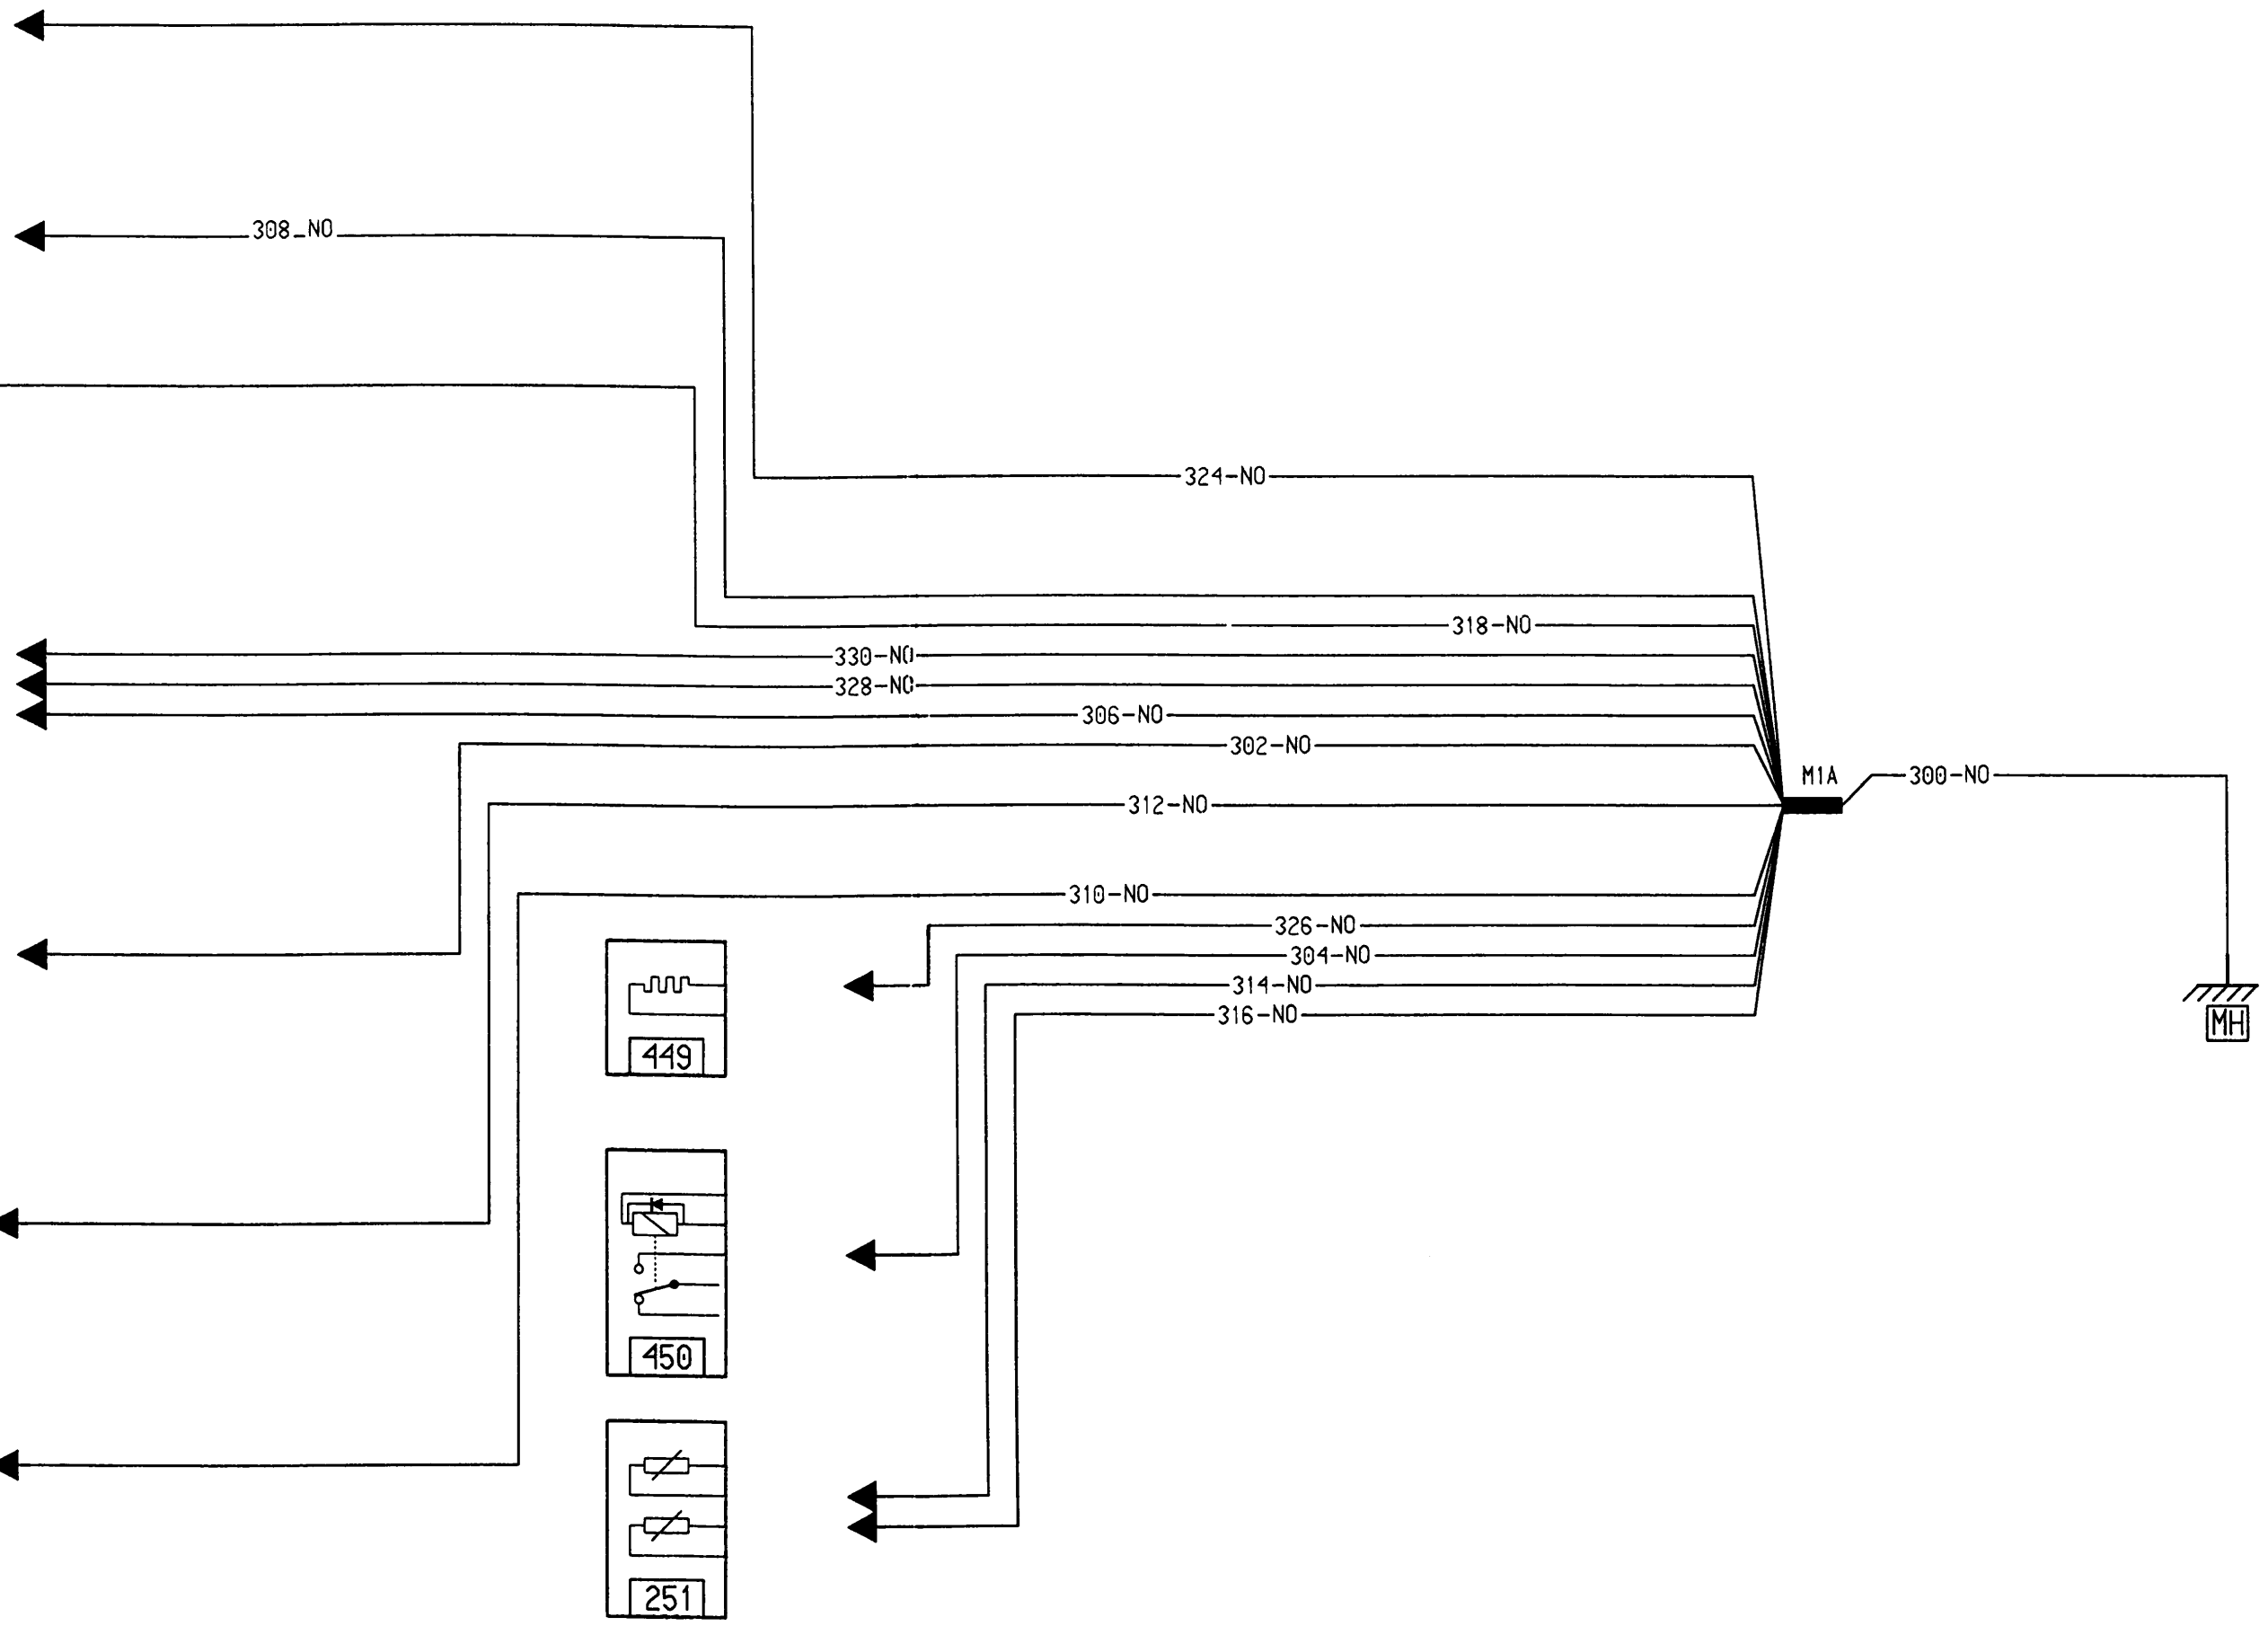 308_NO
324-NO
318-NO
330-NO
328-NO
306-NO
302-NO
M1A
300-NO
312-NO
310-NO
326-NO
304-NO
314-NO
316-NO
MH
449
450
251